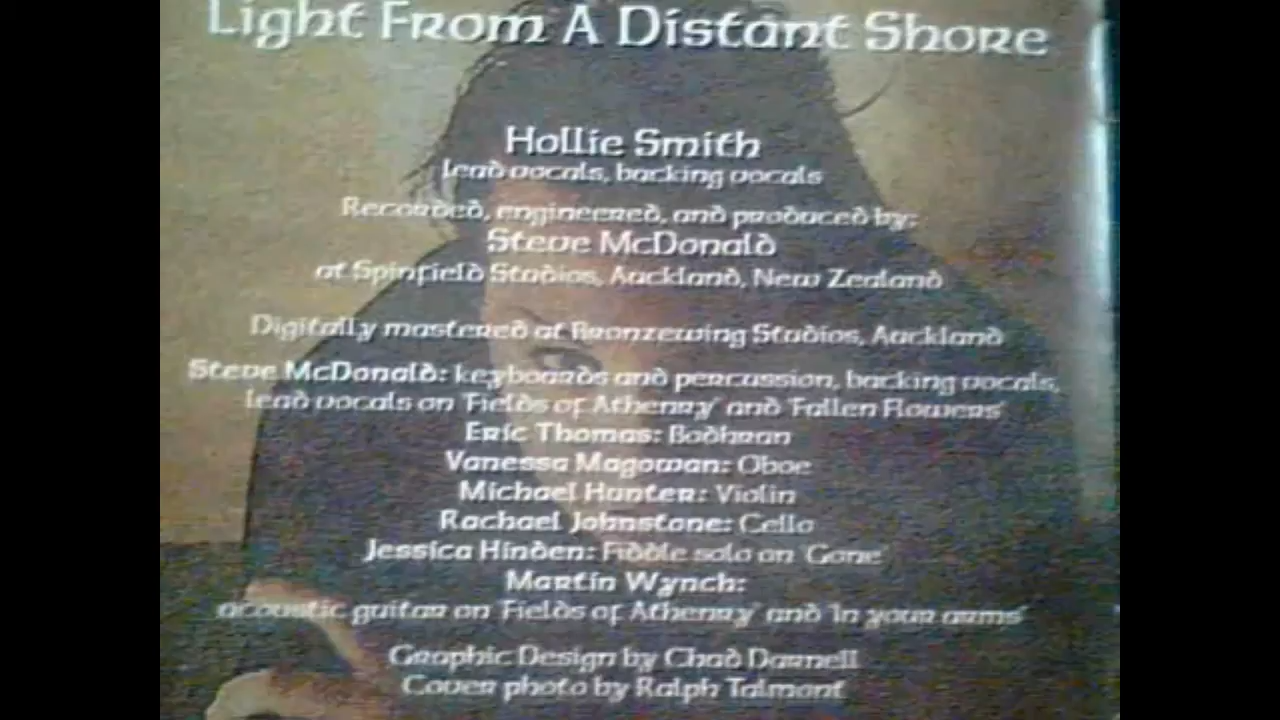 Light From A Distant Shore
Hollie Smith
lead vocals, backing vocals
Recorded, engineered, and produced by:
Steve McDonald
at Spinfield Studios, Auckland, New Zealand
Digitally mastered at Bronzewing Studios, Auckland
Steve McDonald: keyboards and percussion, backing vocals,
lead vocals on 'Fields of Athenry' and 'Fallen Flowers'
Eric Thomas: Bodhran
Vanessa Magowan: Oboe
Michael Hunter: Violin
Rachael Johnstone: Cello
Jessica Hinden: Fiddle solo on 'Gone'
Martin Wynch:
acoustic guitar on 'Fields of Athenry' and 'In your arms'
Graphic Design by Chad Darnell
Cover photo by Ralph Talmont